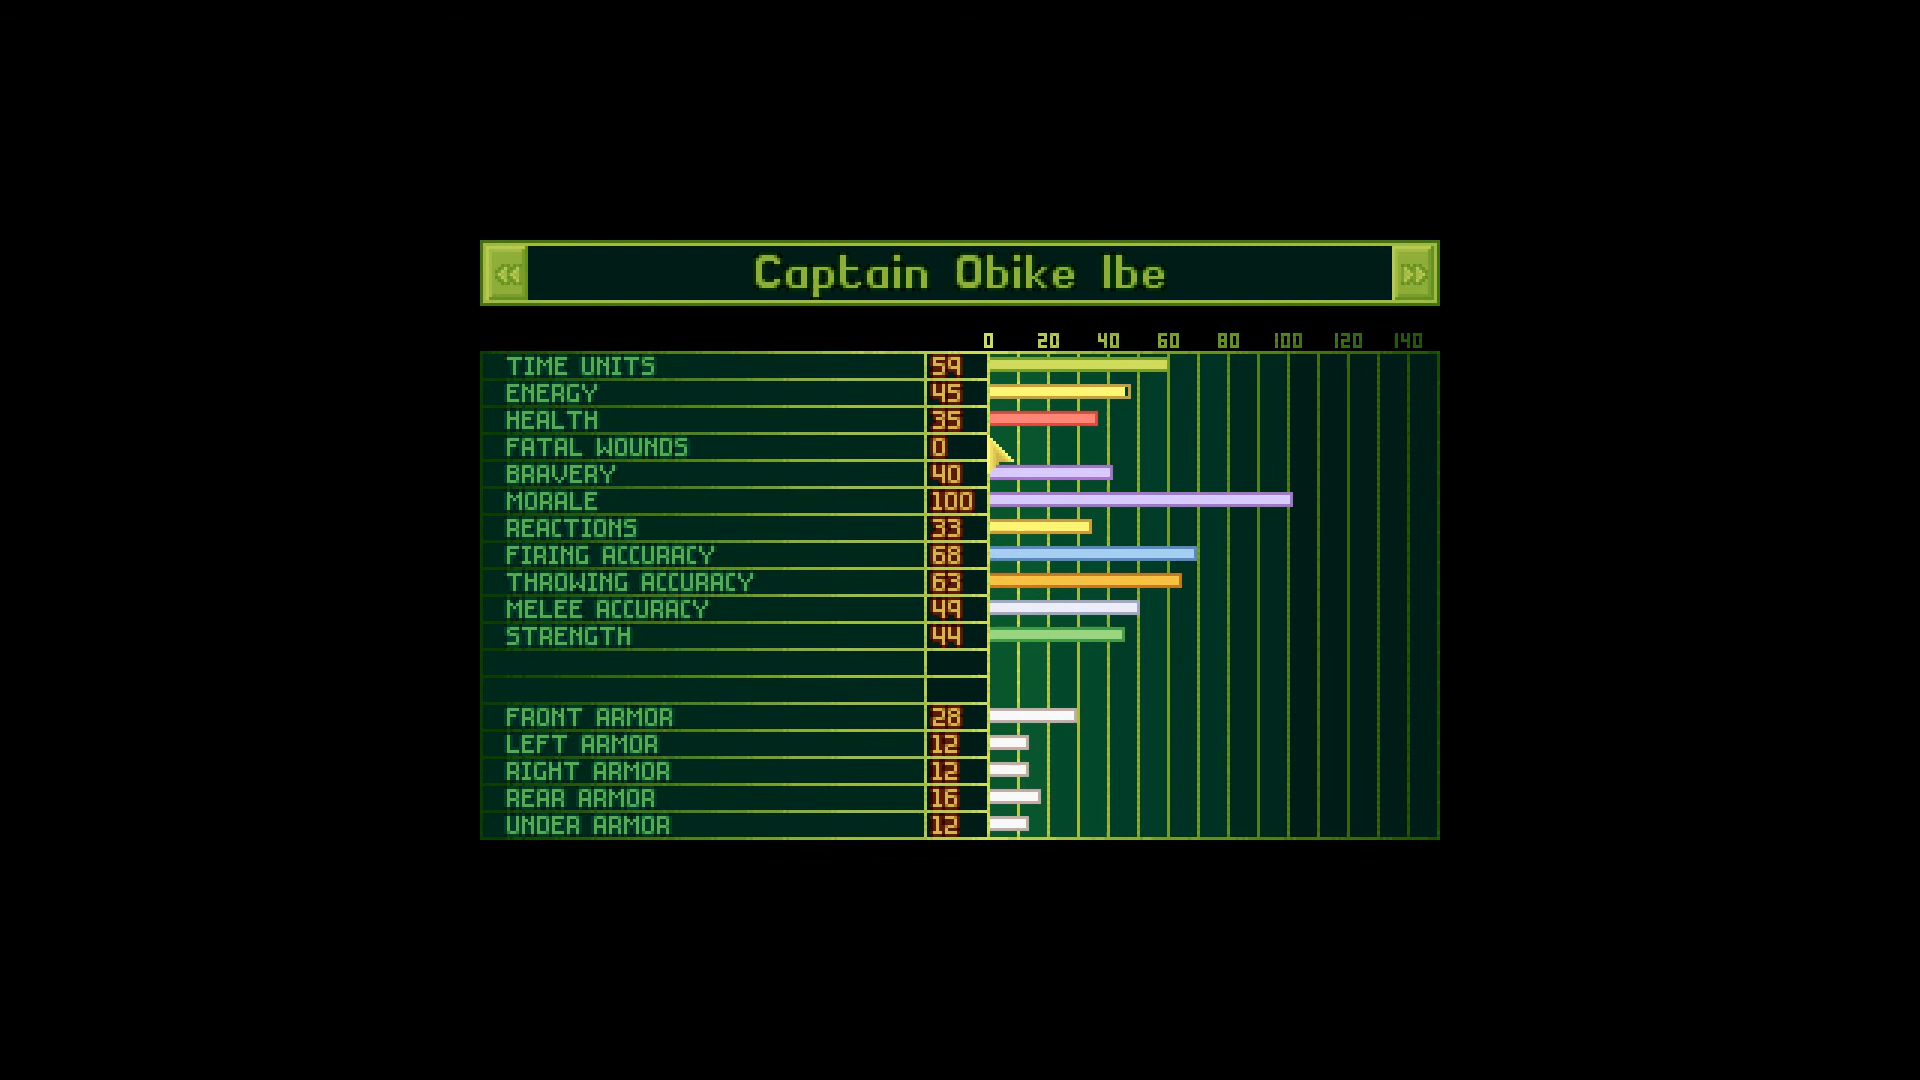 Captain Obike Ibe
0 20 40 60 80 100 120 140
TIME UNITS 59
ENERGY 45
HEALTH 35
FATAL WOUNDS 0
BRAVERY 40
MORALE 100
REACTIONS 33
FIRING ACCURACY 68
THROWING ACCURACY 63
MELEE ACCURACY 49
STRENGTH 44
FRONT ARMOR 28
LEFT ARMOR 12
RIGHT ARMOR 12
REAR ARMOR 16
UNDER ARMOR 12